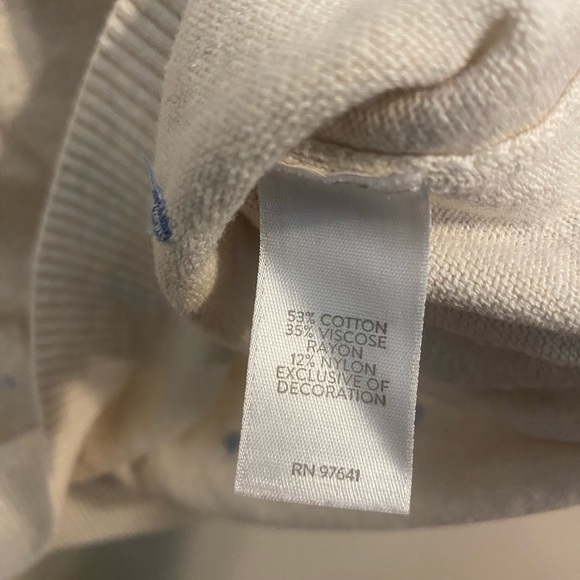 53% COTTON
35% VISCOSE
RAYON
12% NYLON
EXCLUSIVE OF
DECORATION
RN 97641